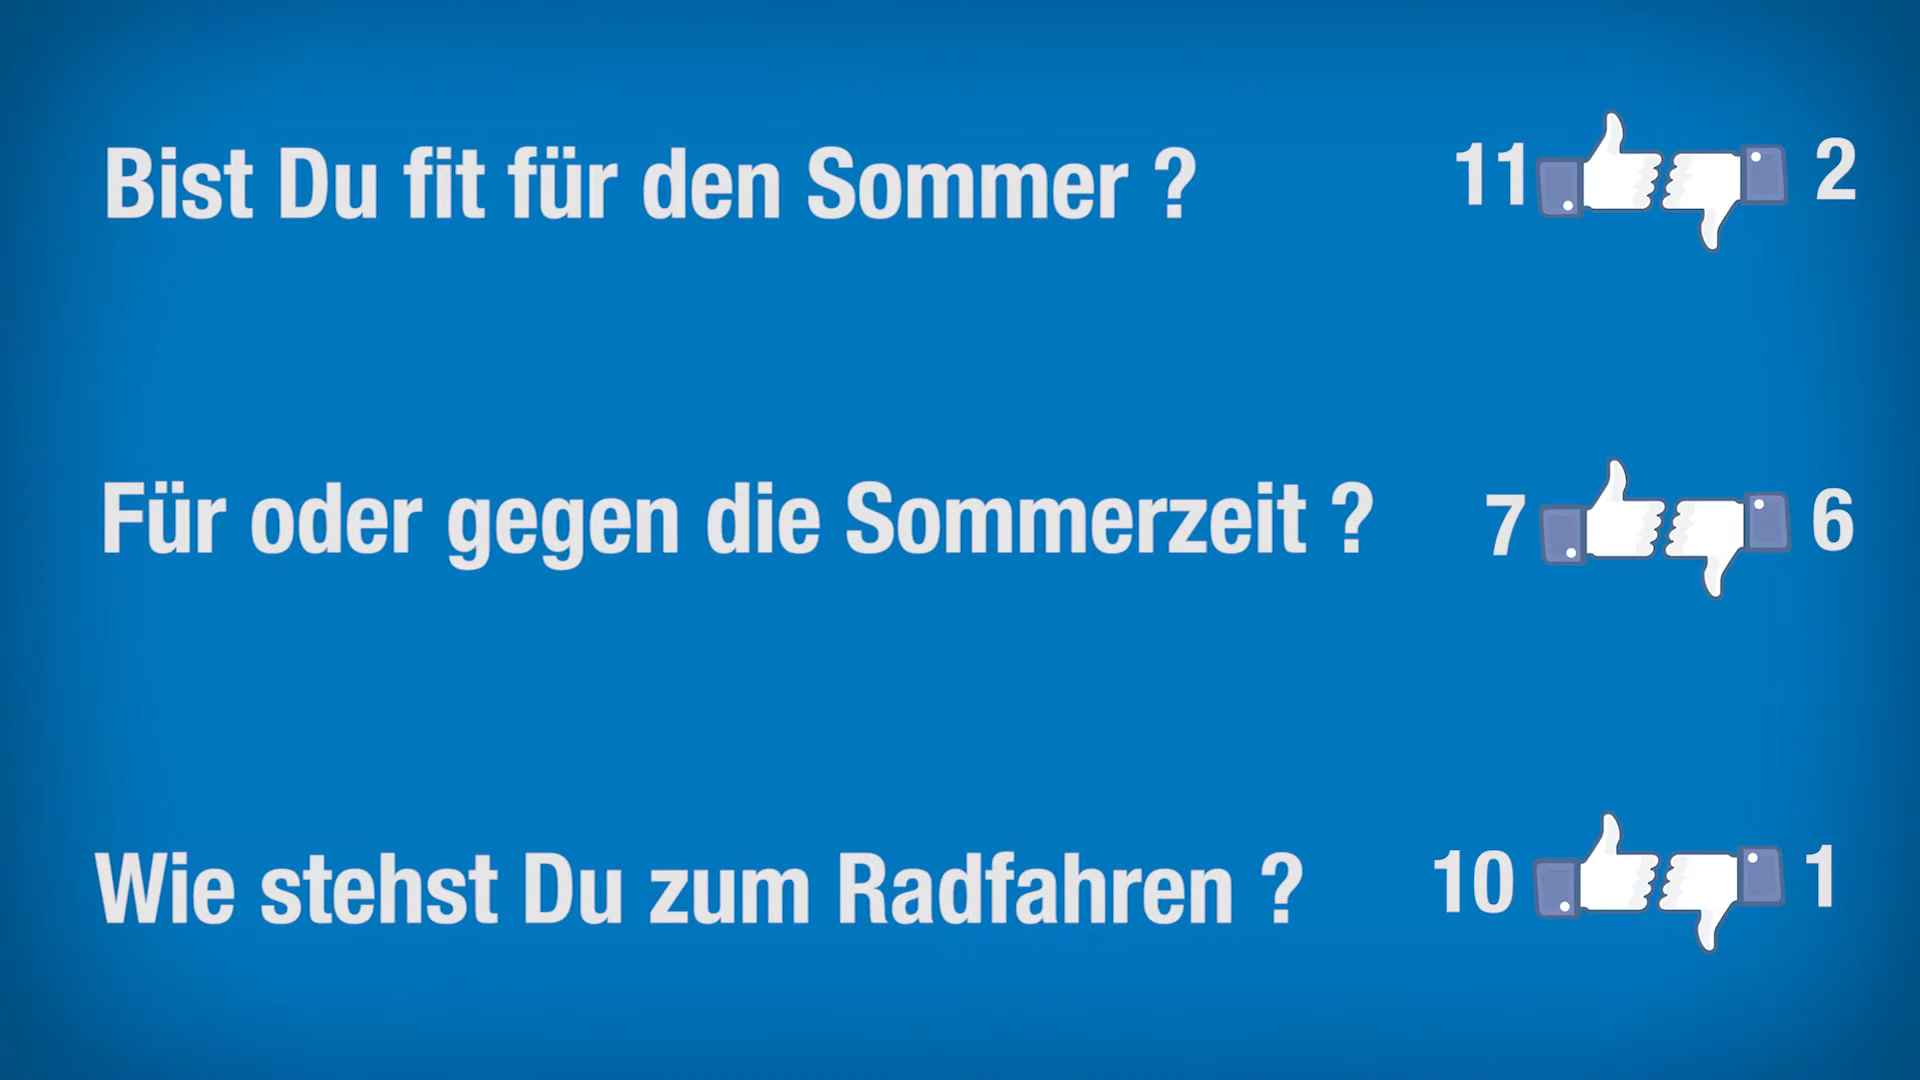 Bist Du fit für den Sommer ? 11 2
Für oder gegen die Sommerzeit ? 7 6
Wie stehst Du zum Radfahren ? 10 1